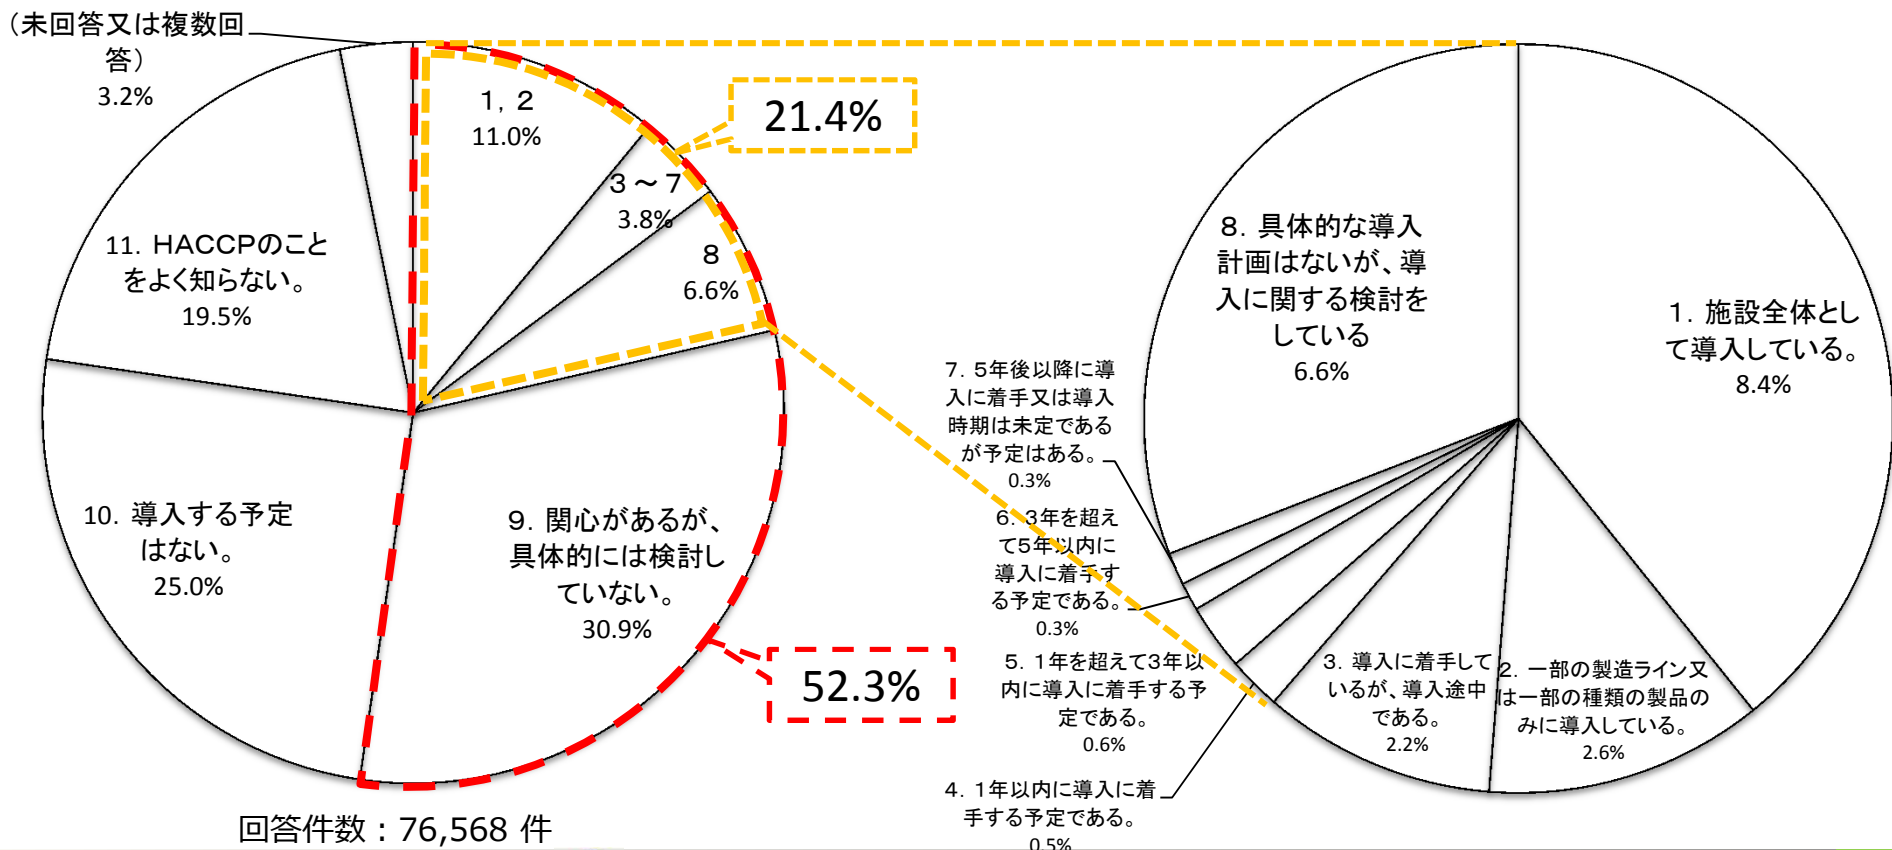 （未回答又は複数回
答）
3.2%
1，2
11.0%
21.4%
3～7
3.8%
8
6.6%
11．HACCPのこと
をよく知らない。
19.5%
10．導入する予定
はない。
25.0%
9．関心があるが、
具体的には検討し
ていない。
30.9%
52.3%
回答件数：76,568 件
8．具体的な導入
計画はないが、導
入に関する検討を
している
6.6%
1．施設全体とし
て導入している。
8.4%
7．5年後以降に導
入に着手又は導入
時期は未定である
が予定はある。
0.3%
6．3年を超え
て5年以内に
導入に着手す
る予定である。
0.3%
5．1年を超えて3年以
内に導入に着手する予
定である。
0.6%
4．1年以内に導入に着
手する予定である。
0.5%
3．導入に着手して
いるが、導入途中
である。
2.2%
2．一部の製造ライン又
は一部の種類の製品の
みに導入している。
2.6%